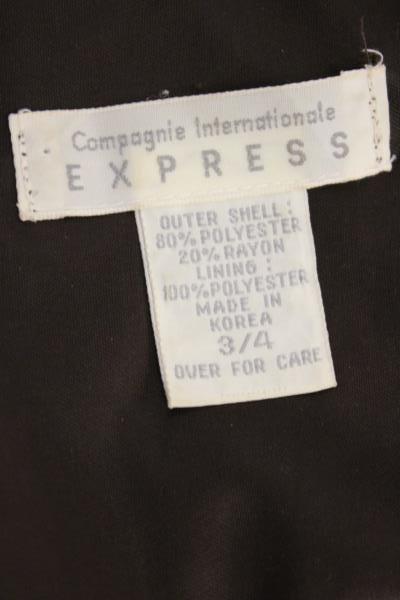 Compagnie Internationale
EXPRESS
OUTER SHELL:
80% POLYESTER
20% RAYON
LINING:
100% POLYESTER
MADE IN
KOREA
3/4
OVER FOR CARE